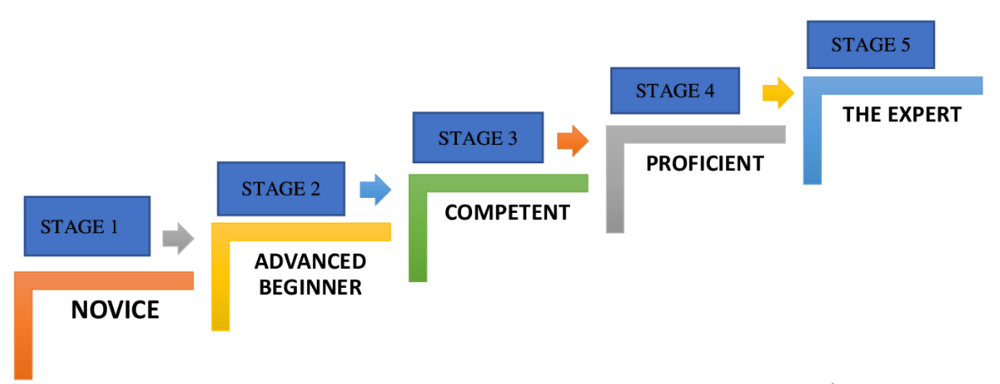 STAGE 1
NOVICE
STAGE 2
ADVANCED
BEGINNER
STAGE 3
COMPETENT
STAGE 4
PROFICIENT
STAGE 5
THE EXPERT